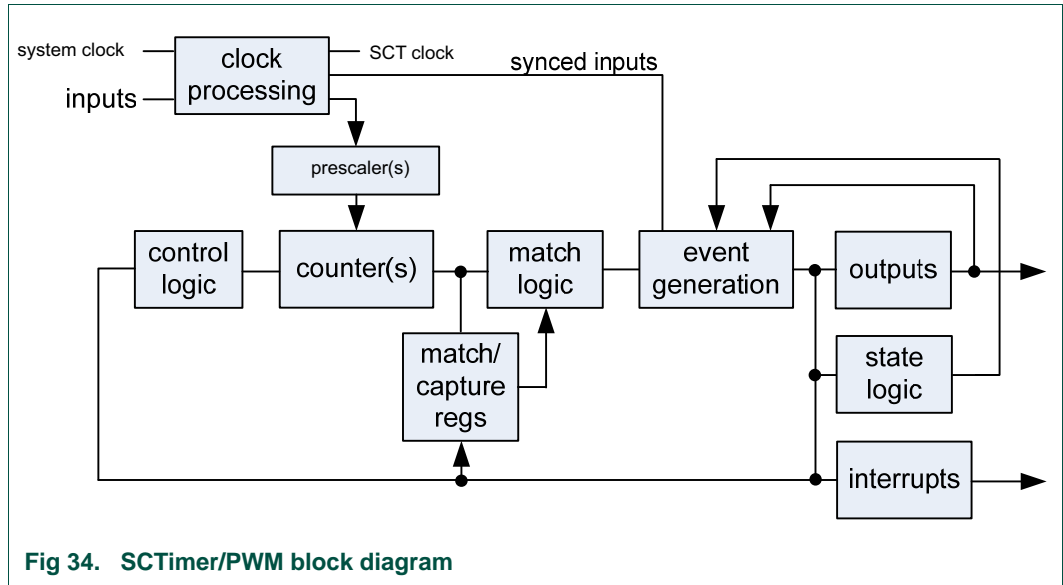 system clock
inputs
clock
processing
SCT clock
synced inputs
prescaler(s)
control
logic
counter(s)
match
logic
event
generation
outputs
match/
capture
regs
state
logic
interrupts
Fig 34. SCTimer/PWM block diagram